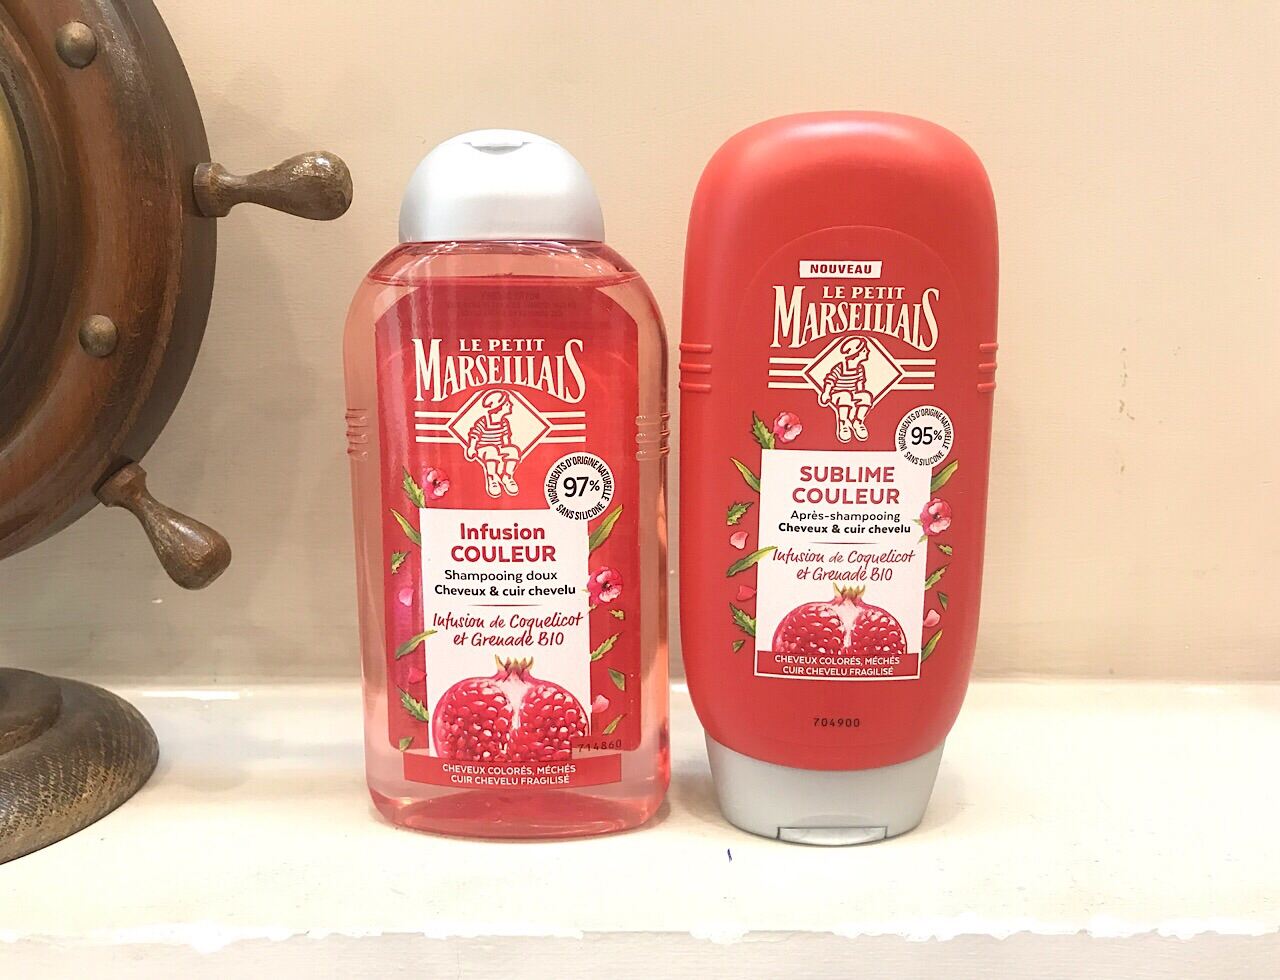 LE PETIT
MARSEILLAIS
INGRÉDIENTS D'ORIGINE NATURELLE
97%
SANS SILICONE
Infusion
COULEUR
Shampooing doux
Cheveux & cuir chevelu
Infusion de Coquelicot
et Grenade BIO
714860
CHEVEUX COLORÉS, MÉCHÉS
CUIR CHEVELU FRAGILISÉ
NOUVEAU
LE PETIT
MARSEILLAIS
INGRÉDIENTS D'ORIGINE NATURELLE
95%
SANS SILICONE
SUBLIME
COULEUR
Après-shampooing
Cheveux & cuir chevelu
Infusion de Coquelicot
et Grenade BIO
CHEVEUX COLORÉS, MÉCHÉS
CUIR CHEVELU FRAGILISÉ
704900